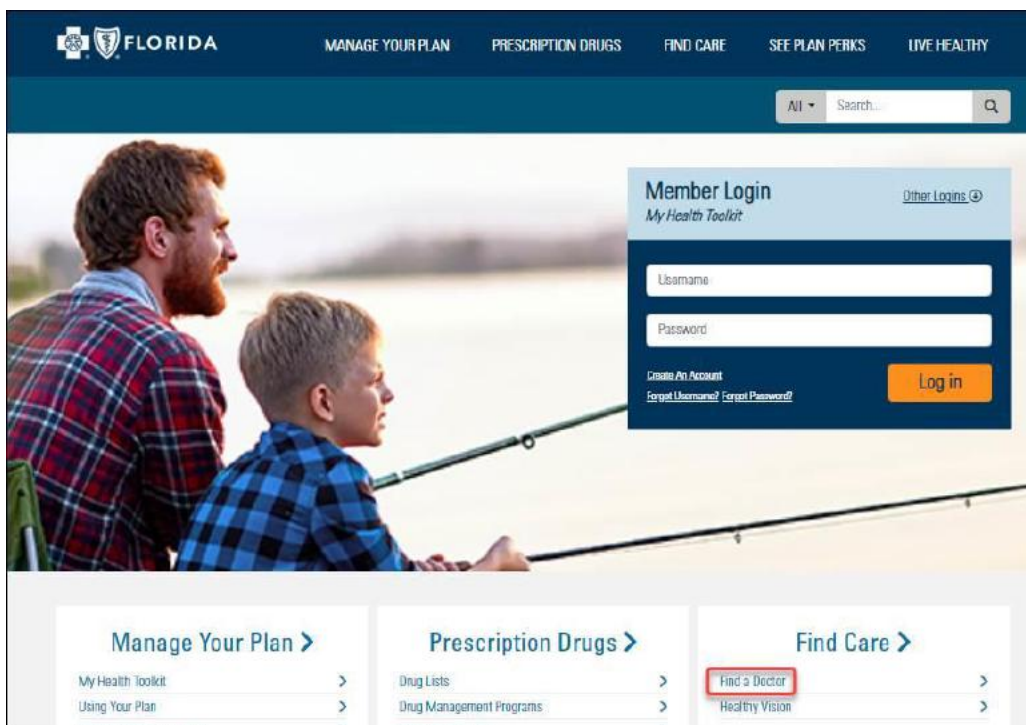 FLORIDA
MANAGE YOUR PLAN PRESCRIPTION DRUGS FIND CARE SEE PLAN PERKS LIVE HEALTHY
All Search...
Member Login
Other Logins
My Health Toolkit
Username
Password
Create An Account
Forgot Username? Forgot Password?
Log in
Manage Your Plan Prescription Drugs Find Care
My Health Toolkit Drug Lists Find a Doctor
Using Your Plan Drug Management Programs Healthy Vision